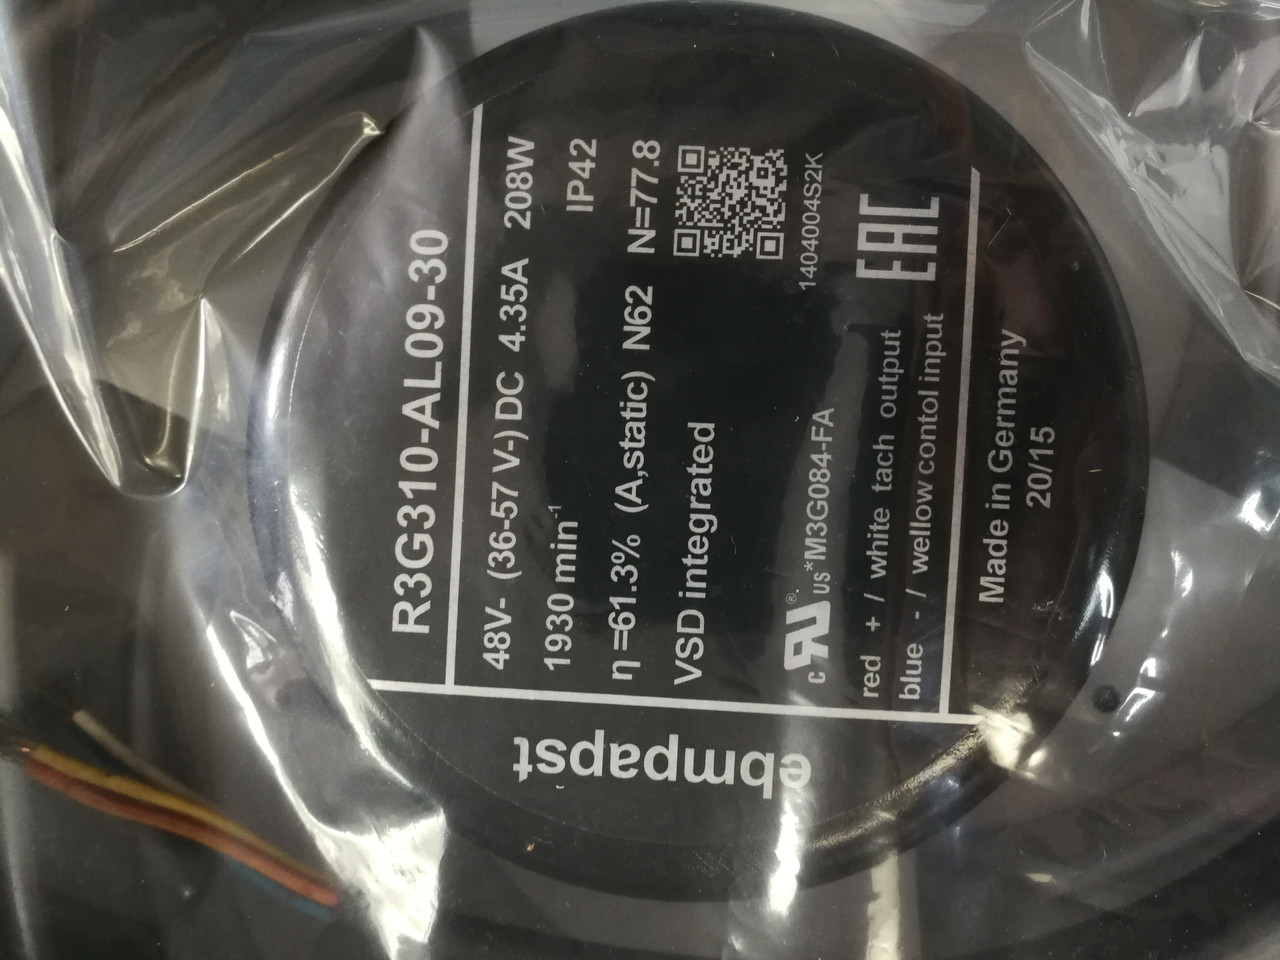 ebmpapst
R3G310-AL09-30
48V- (36-57 V-) DC 4.35A 208W
1930 min-1 IP42
η =61.3% (A,static) N62 N=77.8
VSD integrated
c RU ® us *M3G084-FA 1404004S2K
red + / white tach output EAC
blue - / wellow contol input
Made in Germany
20/15